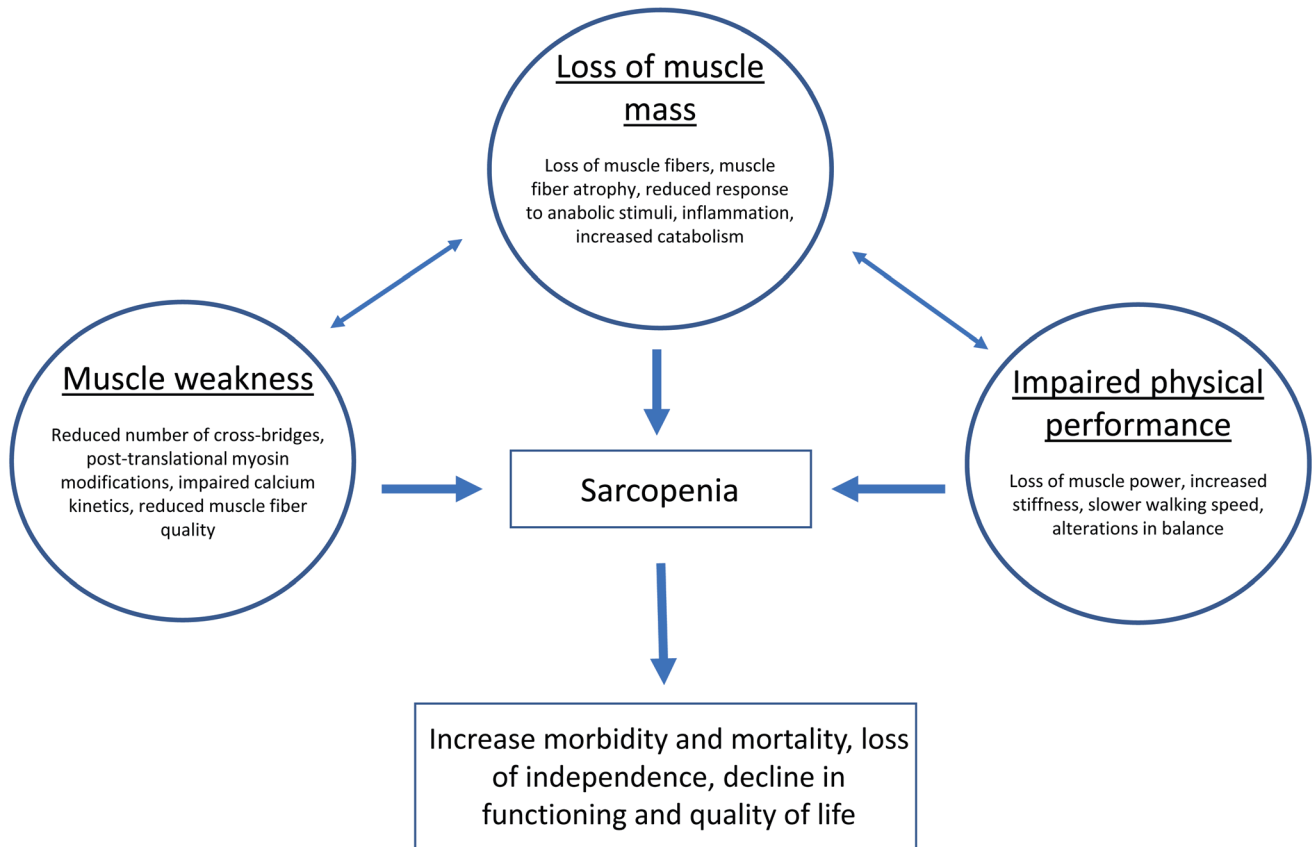 Loss of muscle
mass
Loss of muscle fibers, muscle
fiber atrophy, reduced response
to anabolic stimuli, inflammation,
increased catabolism
Muscle weakness
Reduced number of cross-bridges,
post-translational myosin
modifications, impaired calcium
kinetics, reduced muscle fiber
quality
Impaired physical
performance
Loss of muscle power, increased
stiffness, slower walking speed,
alterations in balance
Sarcopenia
Increase morbidity and mortality, loss
of independence, decline in
functioning and quality of life